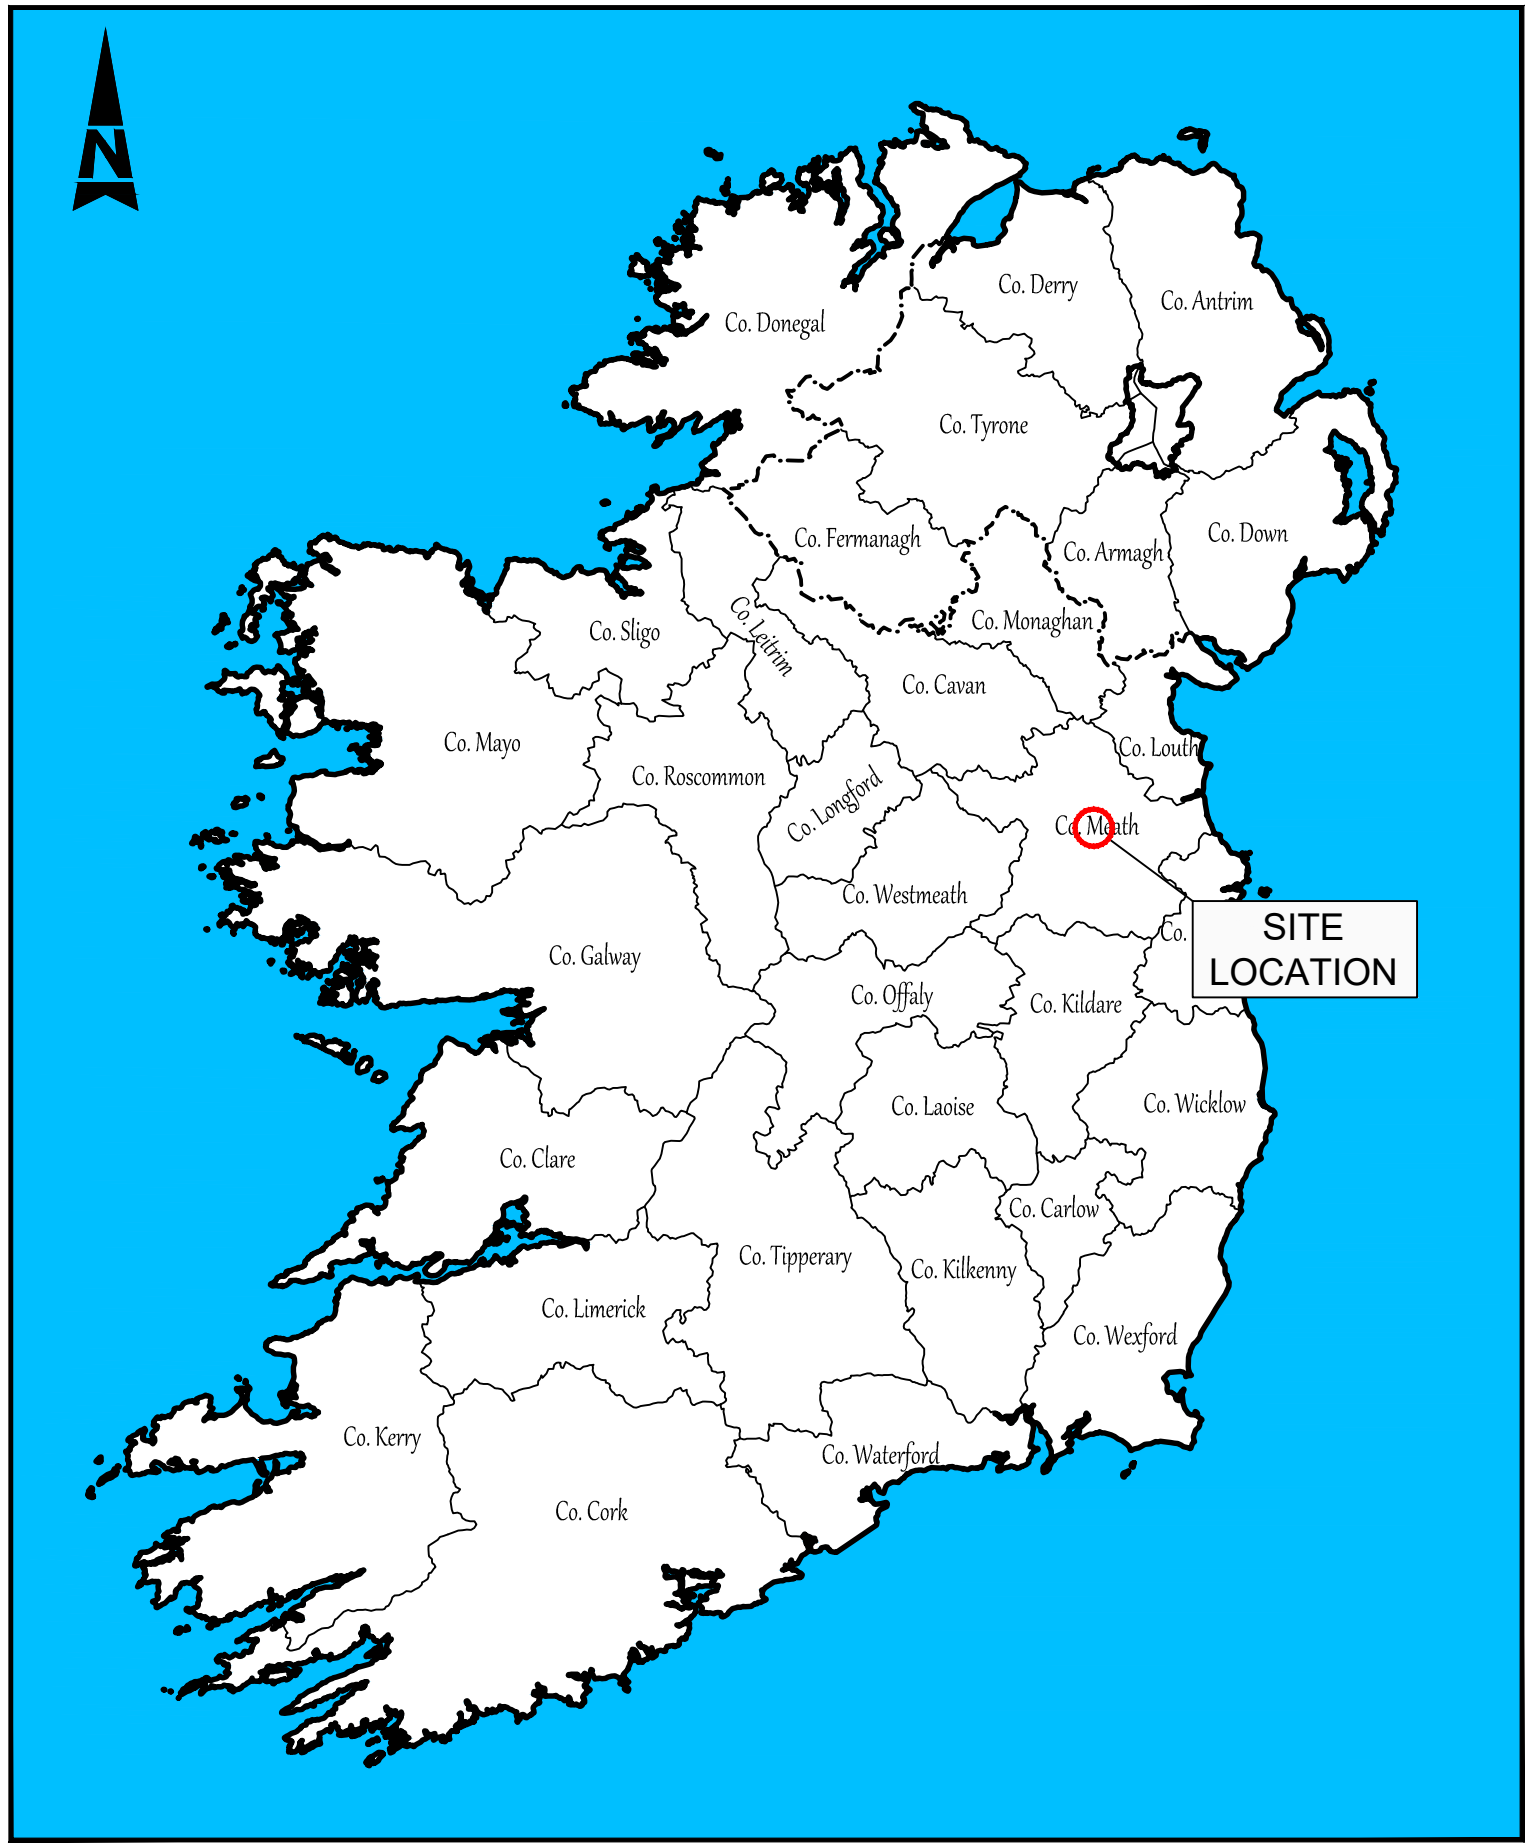 N
Co. Derry
Co. Antrim
Co. Donegal
Co. Tyrone
Co. Down
Co. Fermanagh
Co. Armagh
Co. Monaghan
Co. Sligo
Co. Leitrim
Co. Cavan
Co. Mayo
Co. Louth
Co. Roscommon
Co. Longford
Co. Meath
Co. Westmeath
Co.
SITE
LOCATION
Co. Galway
Co. Offaly
Co. Kildare
Co. Laoise
Co. Wicklow
Co. Clare
Co. Carlow
Co. Tipperary
Co. Kilkenny
Co. Limerick
Co. Wexford
Co. Kerry
Co. Waterford
Co. Cork